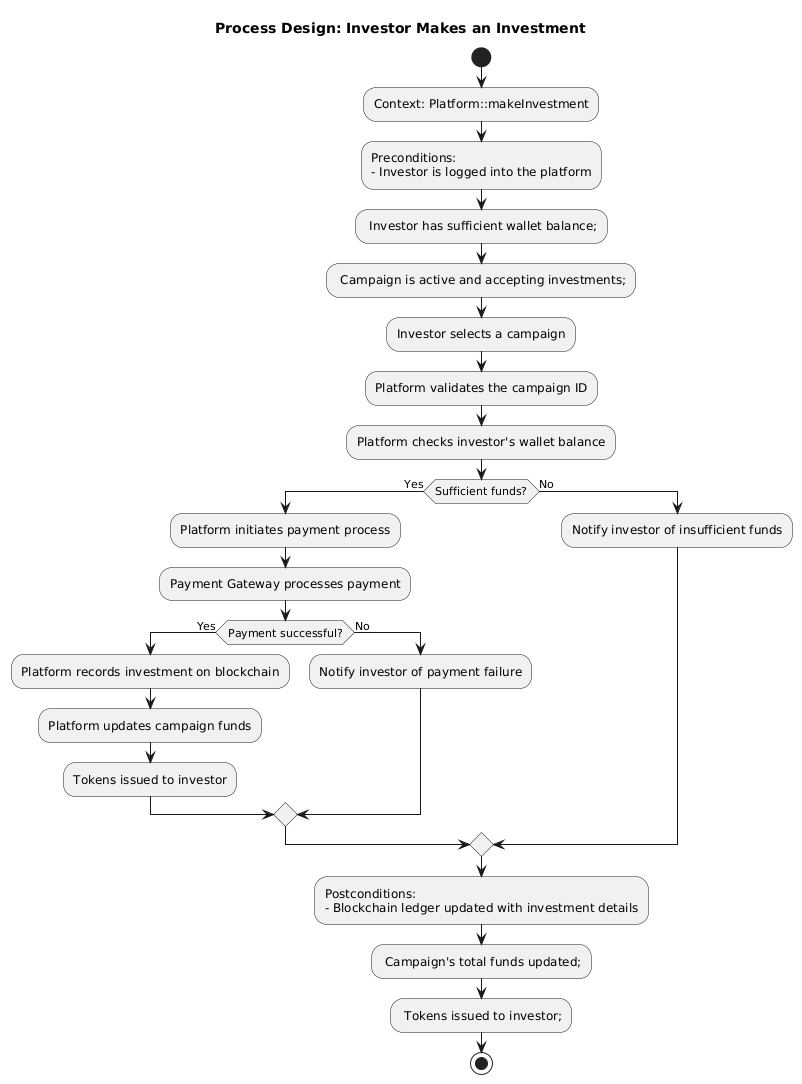 Process Design: Investor Makes an Investment
Context: Platform::makeInvestment
Preconditions:
- Investor is logged into the platform
Investor has sufficient wallet balance;
Campaign is active and accepting investments;
Investor selects a campaign
Platform validates the campaign ID
Platform checks investor's wallet balance
Yes
Sufficient funds?
No
Platform initiates payment process
Notify investor of insufficient funds
Payment Gateway processes payment
Yes
Payment successful?
No
Platform records investment on blockchain
Notify investor of payment failure
Platform updates campaign funds
Tokens issued to investor
Postconditions:
- Blockchain ledger updated with investment details
Campaign's total funds updated;
Tokens issued to investor;